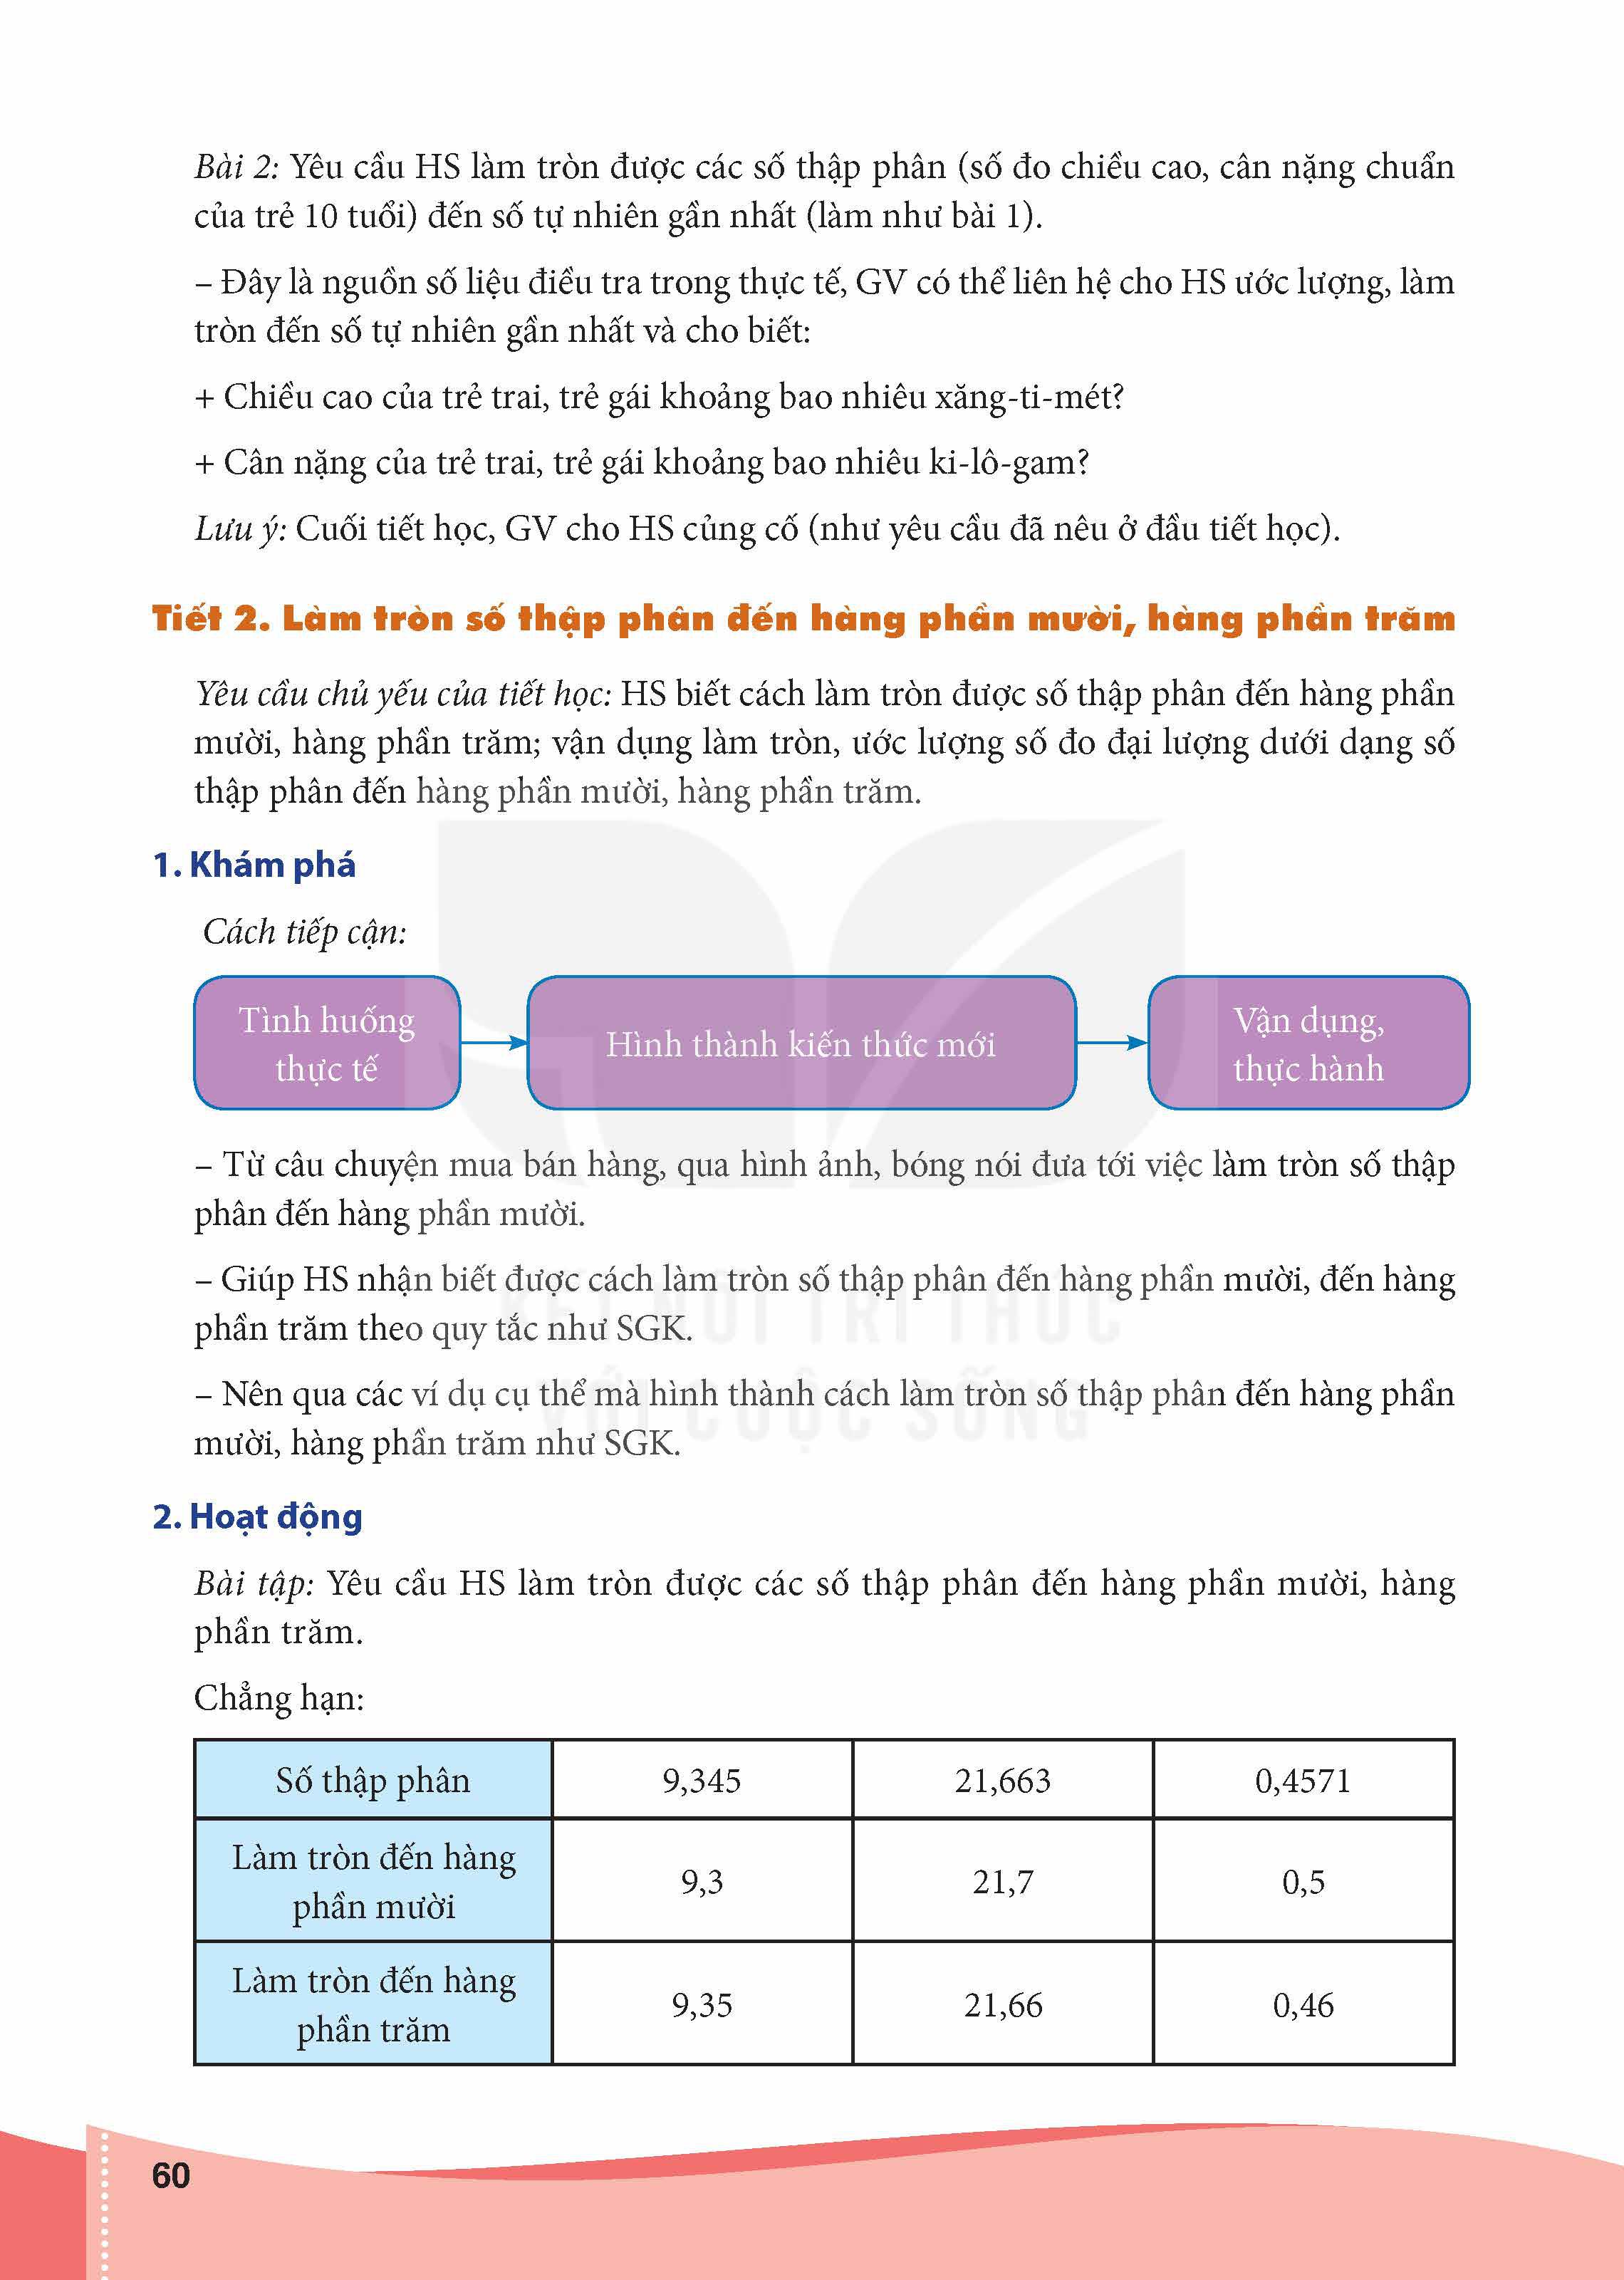 Bài 2: Yêu cầu HS làm tròn được các số thập phân (số đo chiều cao, cân nặng chuẩn
của trẻ 10 tuổi) đến số tự nhiên gần nhất (làm như bài 1).
– Đây là nguồn số liệu điều tra trong thực tế, GV có thể liên hệ cho HS ước lượng, làm
tròn đến số tự nhiên gần nhất và cho biết:
+ Chiều cao của trẻ trai, trẻ gái khoảng bao nhiêu xăng-ti-mét?
+ Cân nặng của trẻ trai, trẻ gái khoảng bao nhiêu ki-lô-gam?
Lưu ý: Cuối tiết học, GV cho HS củng cố (như yêu cầu đã nêu ở đầu tiết học).
Tiết 2. Làm tròn số thập phân đến hàng phần mười, hàng phần trăm
Yêu cầu chủ yếu của tiết học: HS biết cách làm tròn được số thập phân đến hàng phần
mười, hàng phần trăm; vận dụng làm tròn, ước lượng số đo đại lượng dưới dạng số
thập phân đến hàng phần mười, hàng phần trăm.
1. Khám phá
Cách tiếp cận:
Tình huống
thực tế
Hình thành kiến thức mới
Vận dụng,
thực hành
– Từ câu chuyện mua bán hàng, qua hình ảnh, bóng nói đưa tới việc làm tròn số thập
phân đến hàng phần mười.
– Giúp HS nhận biết được cách làm tròn số thập phân đến hàng phần mười, đến hàng
phần trăm theo quy tắc như SGK.
– Nên qua các ví dụ cụ thể mà hình thành cách làm tròn số thập phân đến hàng phần
mười, hàng phần trăm như SGK.
KẾT NỐI TRI THỨC
VỚI CUỘC SỐNG
2. Hoạt động
Bài tập: Yêu cầu HS làm tròn được các số thập phân đến hàng phần mười, hàng
phần trăm.
Chẳng hạn:
Số thập phân 9,345 21,663 0,4571
Làm tròn đến hàng
phần mười 9,3 21,7 0,5
Làm tròn đến hàng
phần trăm 9,35 21,66 0,46
60